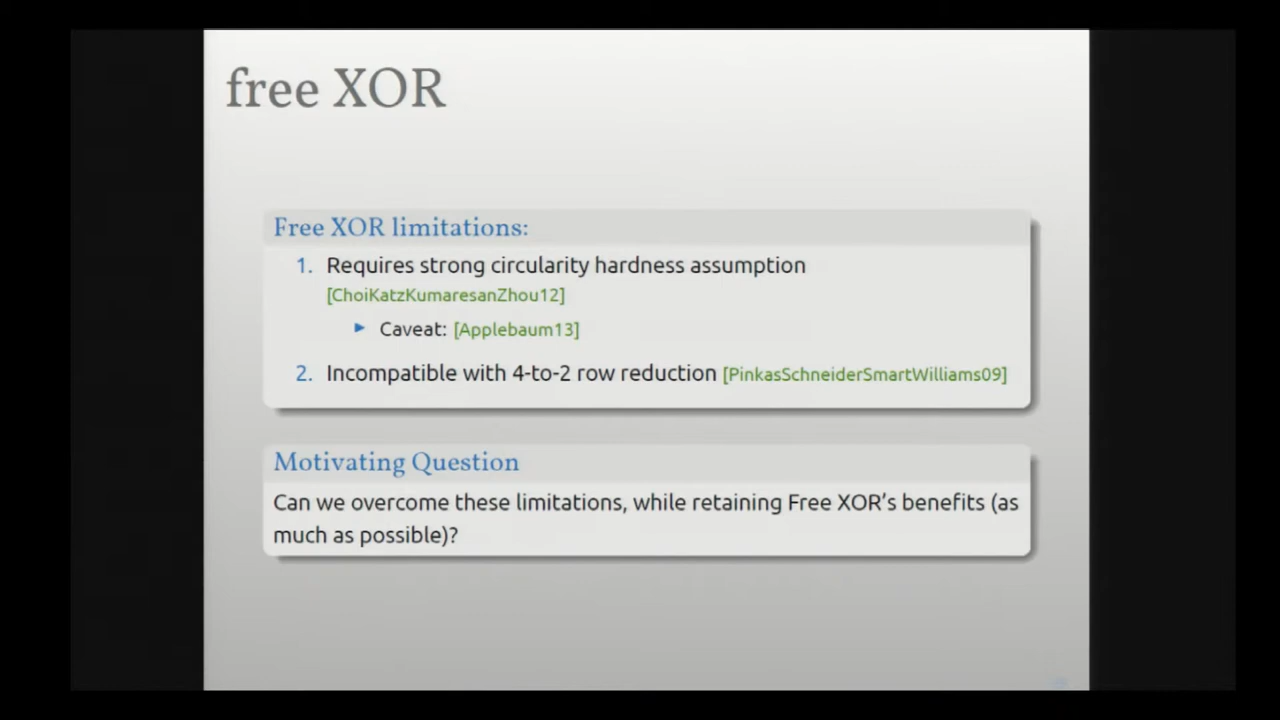 free XOR
Free XOR limitations:
1. Requires strong circularity hardness assumption
[ChoiKatzKumaresanZhou12]
▶ Caveat: [Applebaum13]
2. Incompatible with 4-to-2 row reduction [PinkasSchneiderSmartWilliams09]
Motivating Question
Can we overcome these limitations, while retaining Free XOR's benefits (as
much as possible)?